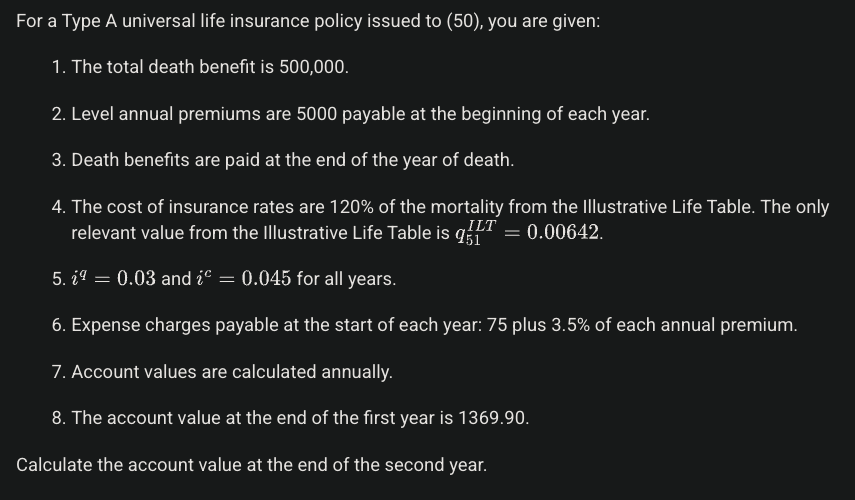 For a Type A universal life insurance policy issued to (50), you are given:
1. The total death benefit is 500,000.
2. Level annual premiums are 5000 payable at the beginning of each year.
3. Death benefits are paid at the end of the year of death.
4. The cost of insurance rates are 120% of the mortality from the Illustrative Life Table. The only
relevant value from the Illustrative Life Table is $q_{51}^{ILT} = 0.00642$.
5. $i^q = 0.03$ and $i^c = 0.045$ for all years.
6. Expense charges payable at the start of each year: 75 plus 3.5% of each annual premium.
7. Account values are calculated annually.
8. The account value at the end of the first year is 1369.90.
Calculate the account value at the end of the second year.